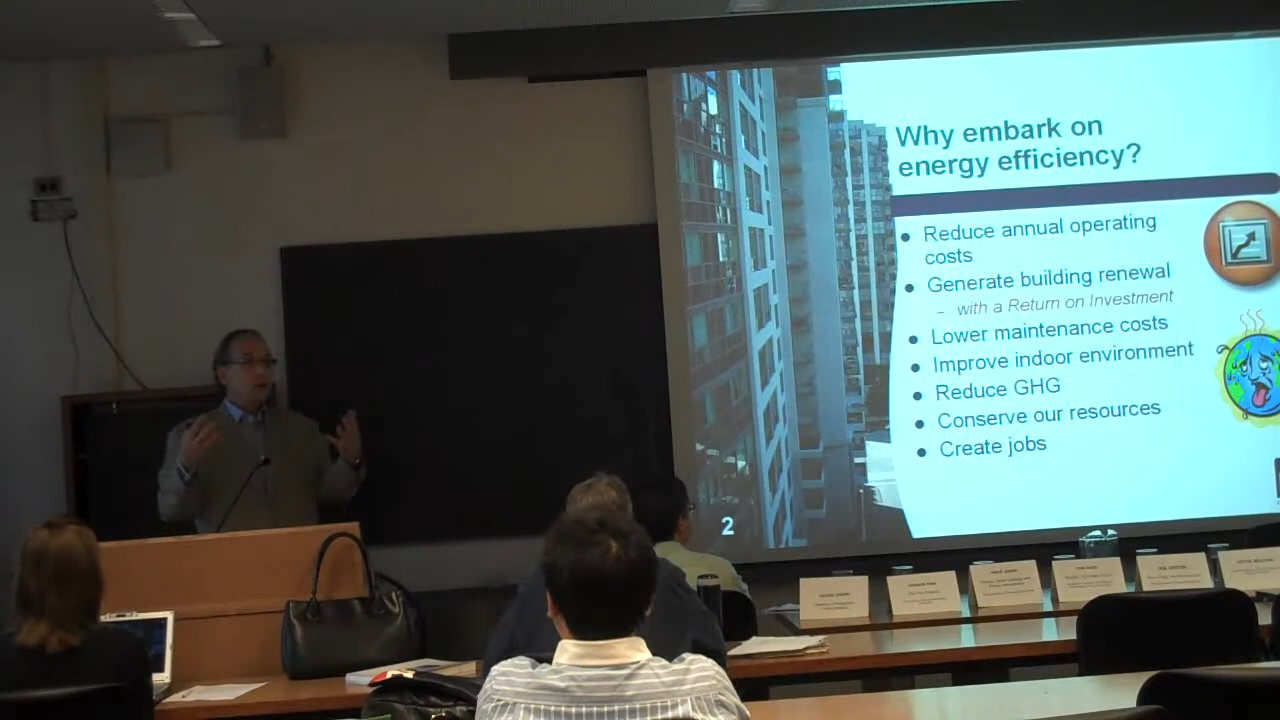 Why embark on
energy efficiency?
● Reduce annual operating
costs
● Generate building renewal
– with a Return on Investment
● Lower maintenance costs
● Improve indoor environment
● Reduce GHG
● Conserve our resources
● Create jobs
2